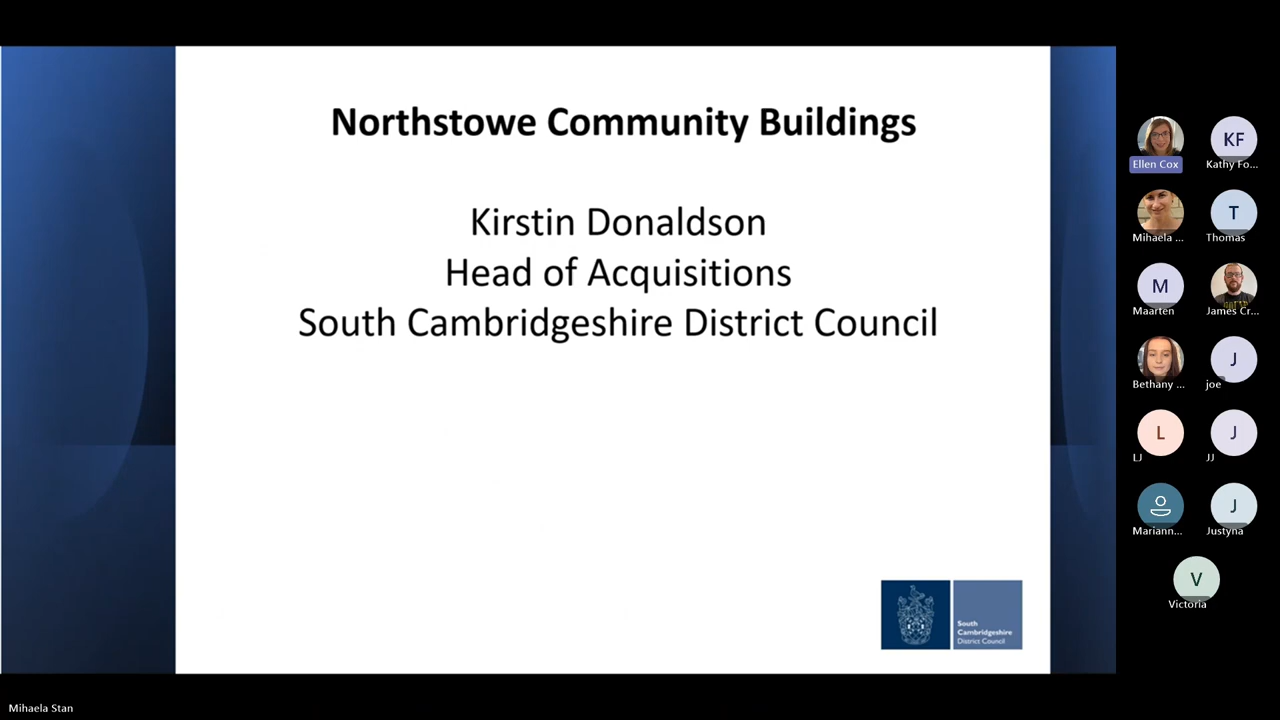 Northstowe Community Buildings
Kirstin Donaldson
Head of Acquisitions
South Cambridgeshire District Council
South
Cambridgeshire
District Council
Ellen Cox
KF
Kathy Fo...
Mihaela ...
T
Thomas
M
Maarten
James Cr...
Bethany ...
J
joe
L
LJ
J
JJ
Mariann...
J
Justyna
V
Victoria
Mihaela Stan